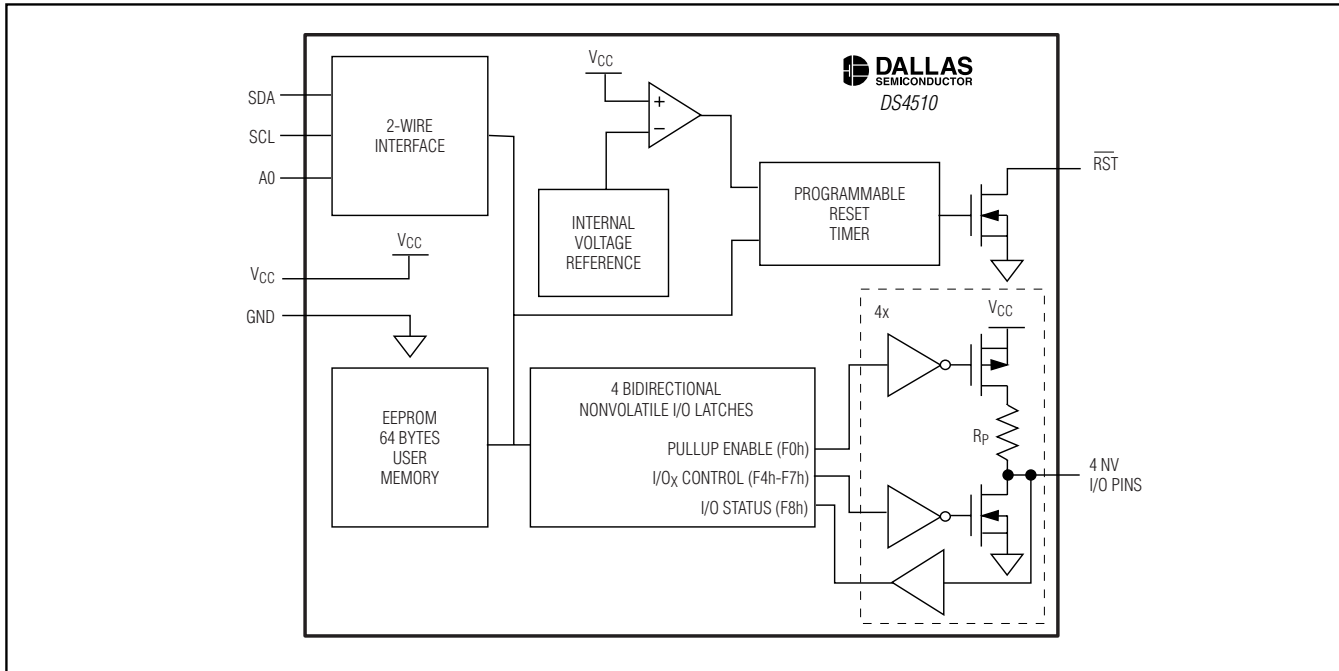 DALLAS
SEMICONDUCTOR
DS4510
SDA
SCL
A0
2-WIRE
INTERFACE
VCC
+
−
INTERNAL
VOLTAGE
REFERENCE
PROGRAMMABLE
RESET
TIMER
RST
VCC
VCC
GND
EEPROM
64 BYTES
USER
MEMORY
4 BIDIRECTIONAL
NONVOLATILE I/O LATCHES
PULLUP ENABLE (F0h)
I/OX CONTROL (F4h-F7h)
I/O STATUS (F8h)
4x
VCC
RP
4 NV
I/O PINS